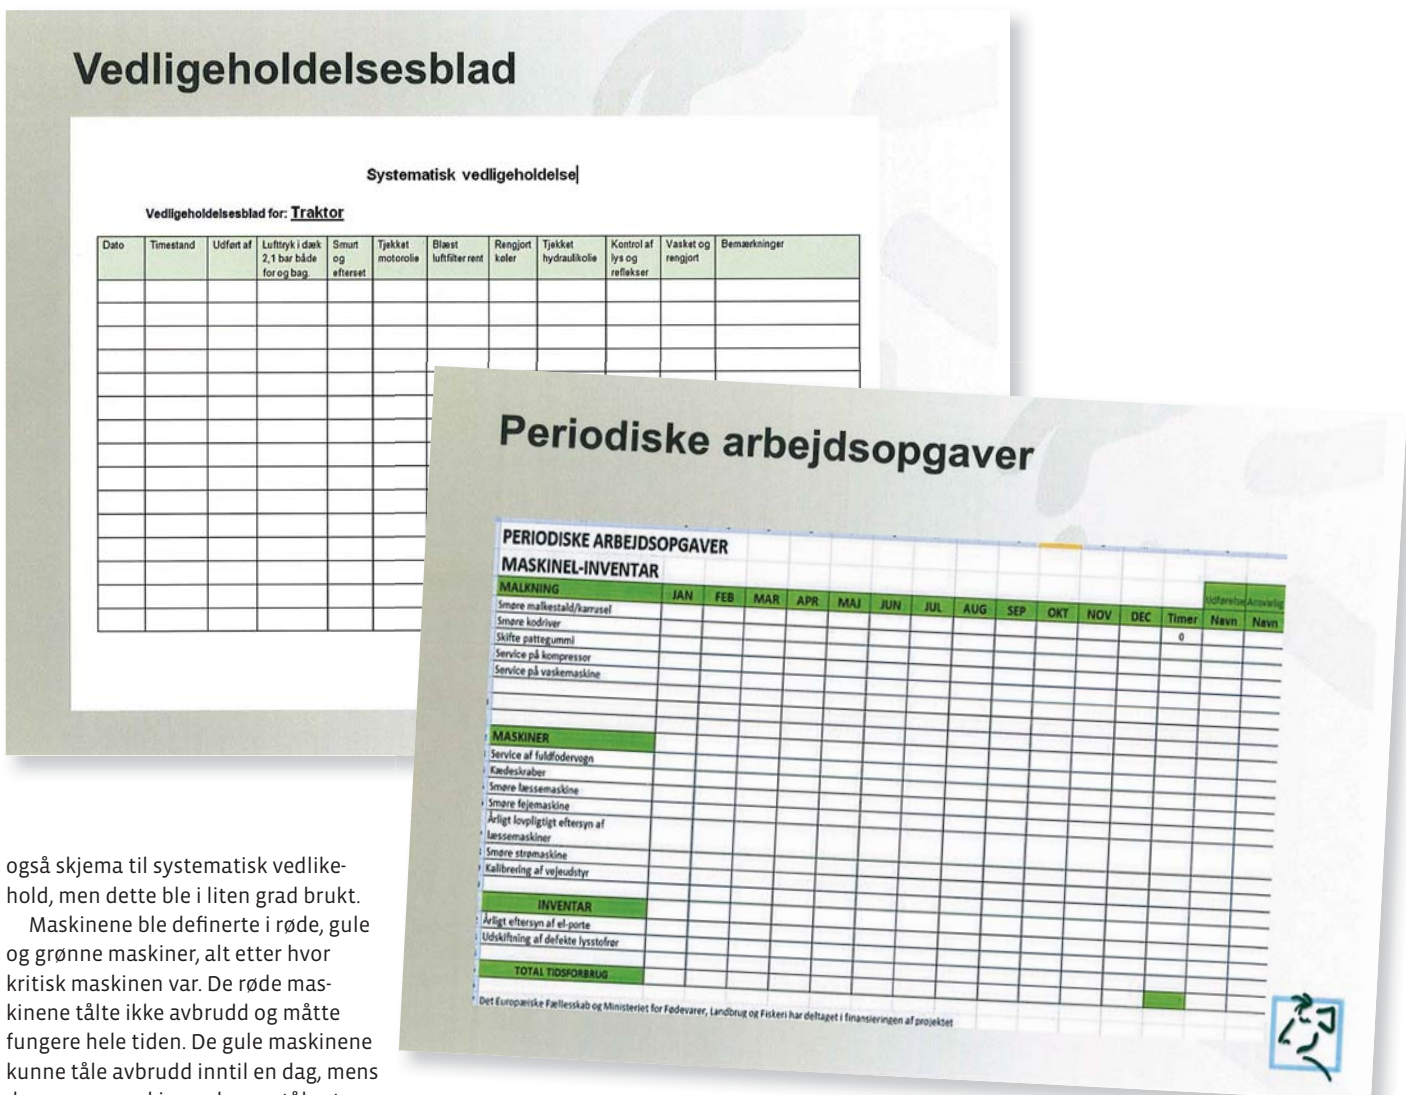 Vedligeholdelsesblad
Systematisk vedligeholdelse
Vedligeholdelsesblad for: Traktor
Dato Timestand Udført af Lufttryk i dæk 2,1 bar både for og bag. Smurt og efterset Tjekket motorolie Blæst luftfilter rent Rengjort køler Tjekket hydraulikolie Kontrol af lys og reflekser Vasket og rengjort Bemærkninger
Periodiske arbejdsopgaver
PERIODISKE ARBEJDSOPGAVER
MASKINEL-INVENTAR
Udførelse Ansvarlig
MALKNING JAN FEB MAR APR MAJ JUN JUL AUG SEP OKT NOV DEC Timer Navn Navn
Smøre malkestald/karrusel 0
Smøre kodriver
Skifte pattegummi
Service på kompressor
Service på vaskemaskine
MASKINER
Service af fuldfodervogn
Kædeskraber
Smøre læssemaskine
Smøre fejemaskine
Årligt lovpligtigt eftersyn af
læssemaskiner
Smøre strømaskine
Kalibrering af vejeudstyr
INVENTAR
Årligt eftersyn af el-porte
Udskiftning af defekte lysstofrør
TOTAL TIDSFORBRUG
Det Europæiske Fællesskab og Ministeriet for Fødevarer, Landbrug og Fiskeri har deltaget i finansieringen af projektet
også skjema til systematisk vedlike-
hold, men dette ble i liten grad brukt.
Maskinene ble definerte i røde, gule
og grønne maskiner, alt etter hvor
kritisk maskinen var. De røde mas-
kinene tålte ikke avbrudd og måtte
fungere hele tiden. De gule maskinene
kunne tåle avbrudd inntil en dag, mens